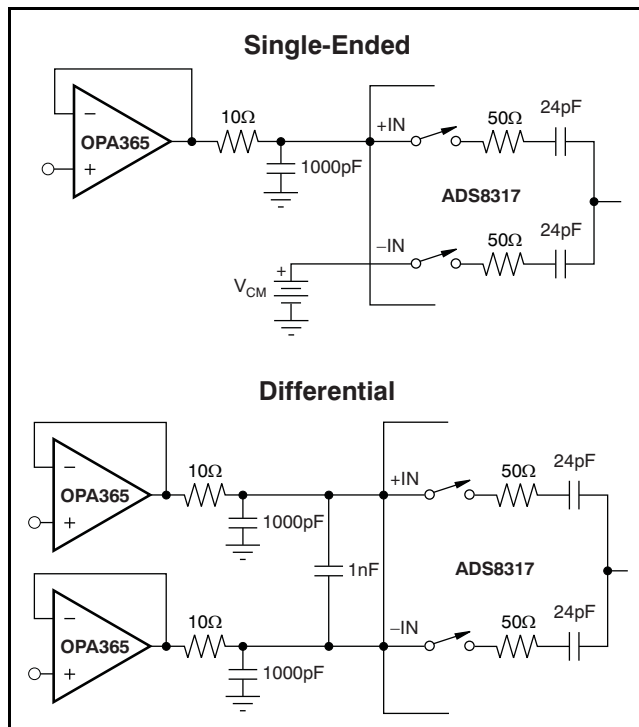 Single-Ended
−
OPA365
+
10Ω
1000pF
+IN
50Ω
24pF
ADS8317
−IN
50Ω
24pF
+
VCM
Differential
−
OPA365
+
10Ω
1000pF
+IN
50Ω
24pF
1nF
ADS8317
−
OPA365
+
10Ω
1000pF
−IN
50Ω
24pF